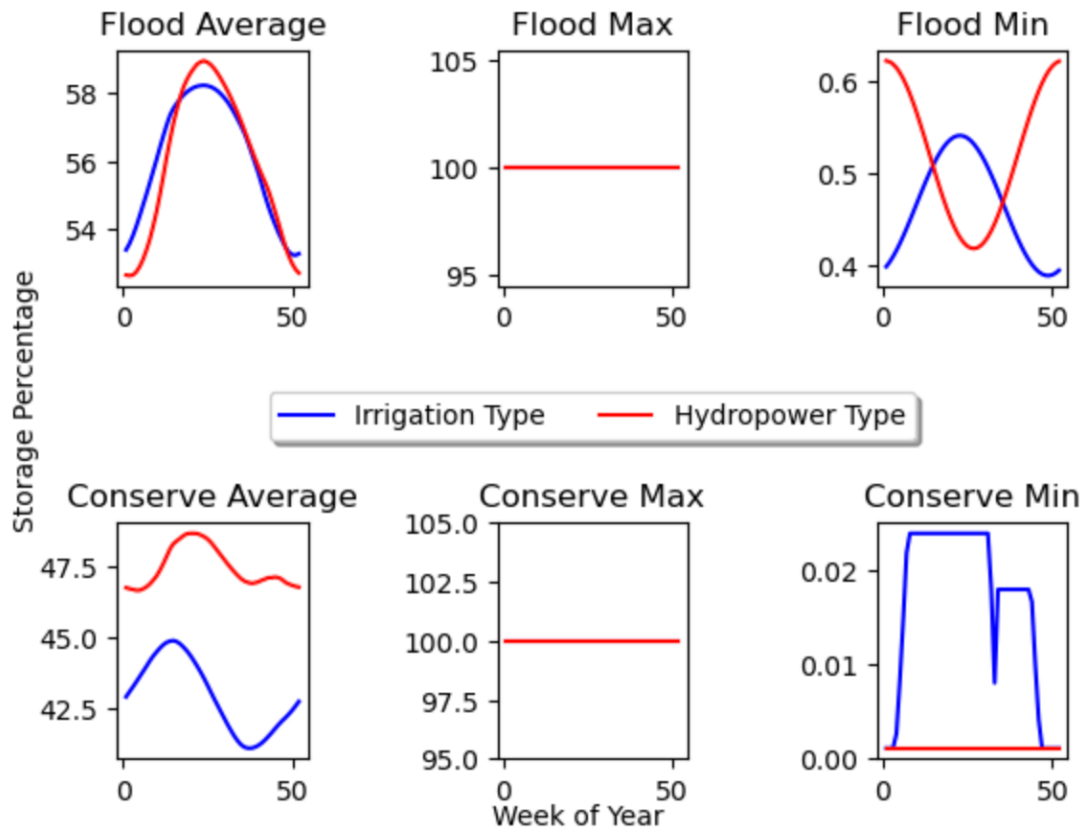 Flood Average
58
56
54
0 50
Flood Max
105
100
95
0 50
Flood Min
0.6
0.5
0.4
0 50
Storage Percentage
Irrigation Type Hydropower Type
Conserve Average
47.5
45.0
42.5
0 50
Conserve Max
105.0
102.5
100.0
97.5
95.0
0 50
Conserve Min
0.02
0.01
0.00
0 50
Week of Year